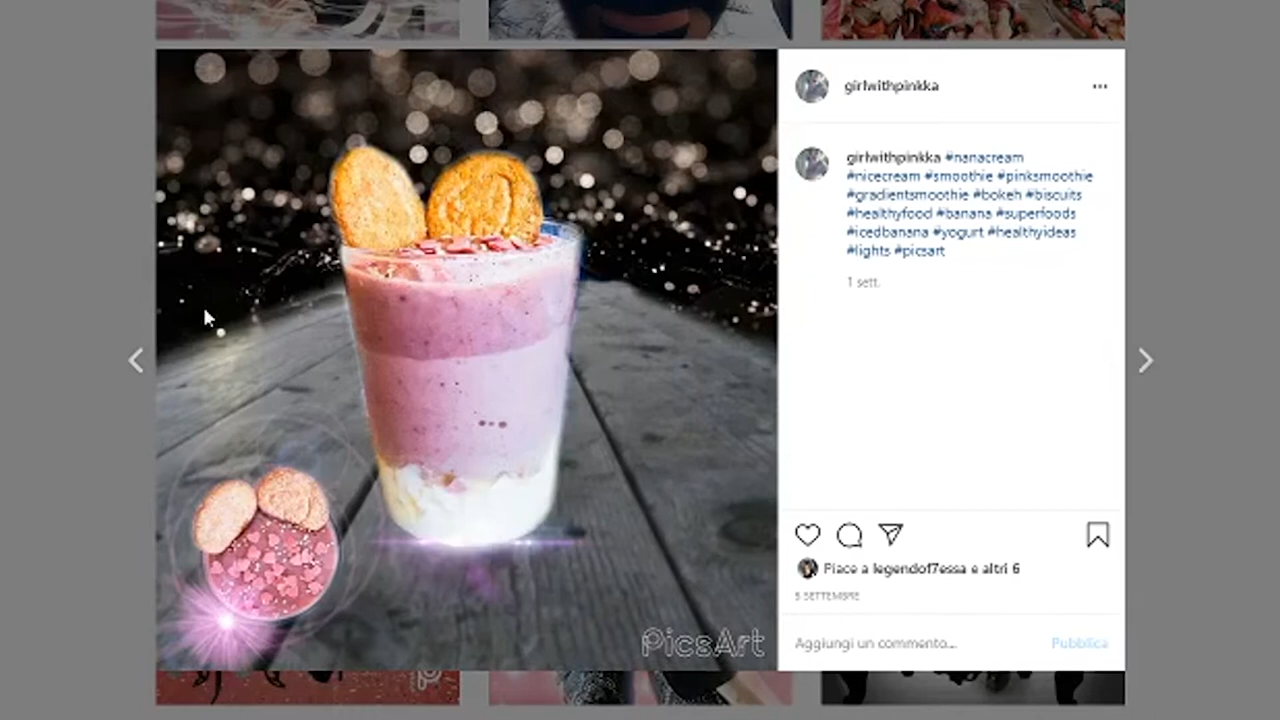 girlwithpinkka
girlwithpinkka #nanacream
#nicecream #smoothie #pinksmoothie
#gradientsmoothie #bokeh #biscuits
#healthyfood #banana #superfoods
#icedbanana #yogurt #healthyideas
#lights #picsart
1 sett.
Piace a legendof7essa e altri 6
5 SETTEMBRE
Aggiungi un commento... Pubblica
PicsArt